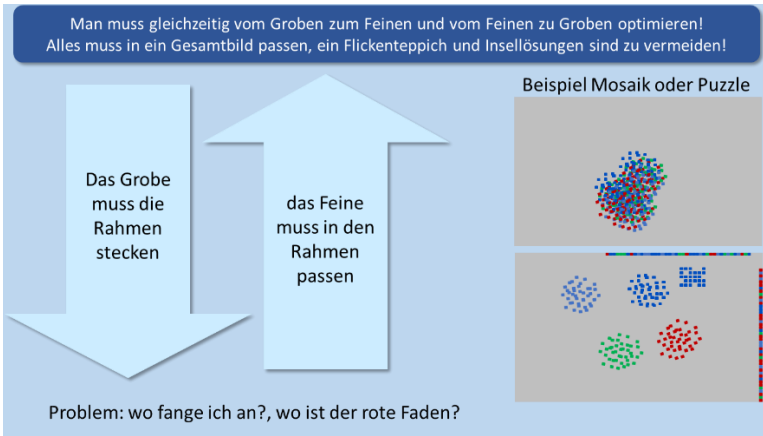 Man muss gleichzeitig vom Groben zum Feinen und vom Feinen zu Groben optimieren!
Alles muss in ein Gesamtbild passen, ein Flickenteppich und Insellösungen sind zu vermeiden!
Das Grobe
muss die
Rahmen
stecken
das Feine
muss in den
Rahmen
passen
Beispiel Mosaik oder Puzzle
Problem: wo fange ich an?, wo ist der rote Faden?